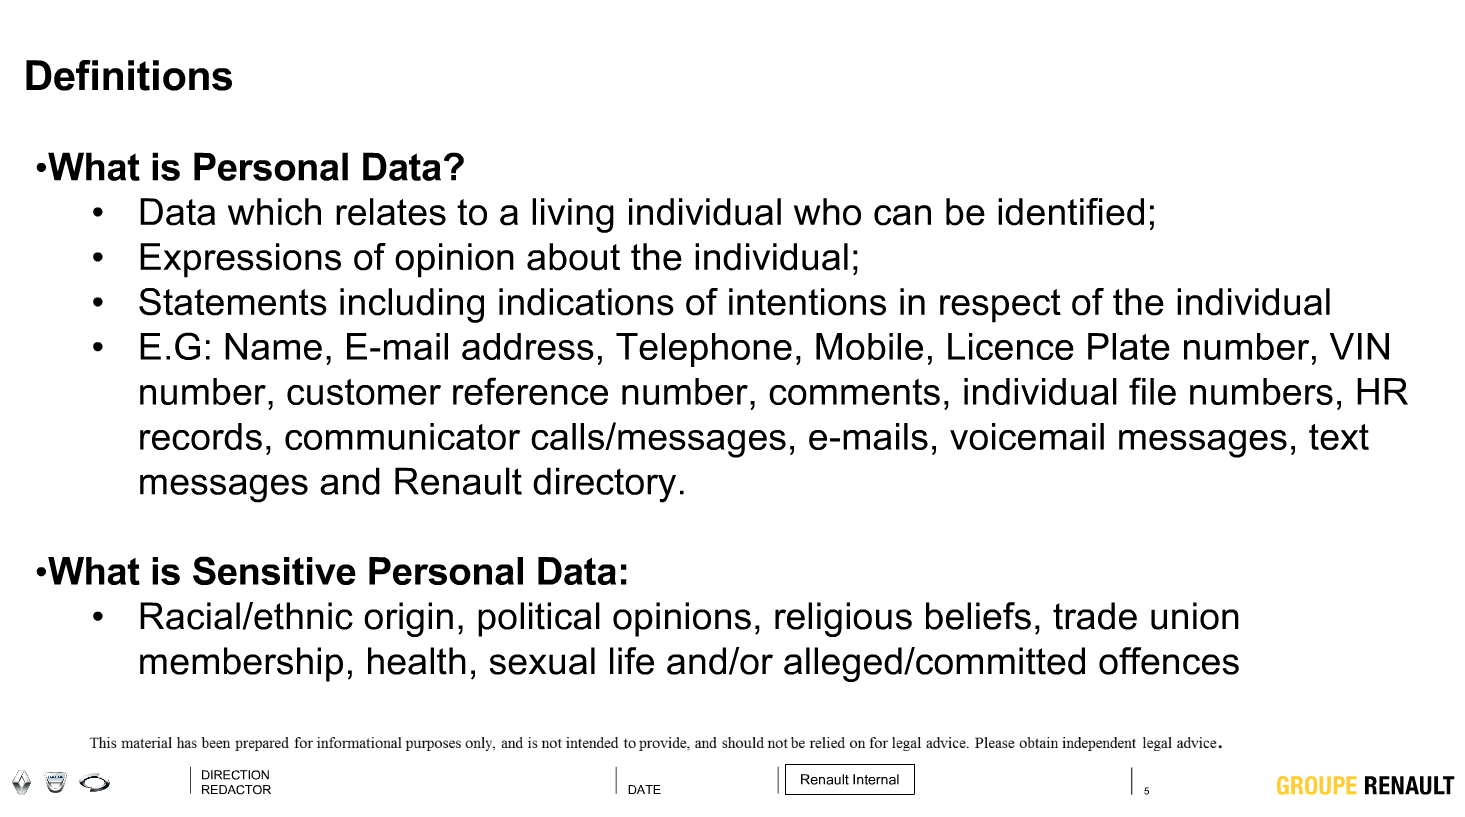 Definitions
•What is Personal Data?
• Data which relates to a living individual who can be identified;
• Expressions of opinion about the individual;
• Statements including indications of intentions in respect of the individual
• E.G: Name, E-mail address, Telephone, Mobile, Licence Plate number, VIN
number, customer reference number, comments, individual file numbers, HR
records, communicator calls/messages, e-mails, voicemail messages, text
messages and Renault directory.
•What is Sensitive Personal Data:
• Racial/ethnic origin, political opinions, religious beliefs, trade union
membership, health, sexual life and/or alleged/committed offences
This material has been prepared for informational purposes only, and is not intended to provide, and should not be relied on for legal advice. Please obtain independent legal advice.
DIRECTION
REDACTOR
DATE
Renault Internal
5
GROUPE RENAULT